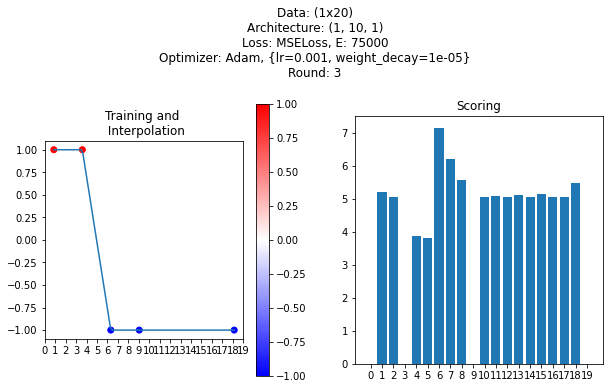 Data: (1x20)
Architecture: (1, 10, 1)
Loss: MSELoss, E: 75000
Optimizer: Adam, {lr=0.001, weight_decay=1e-05}
Round: 3
Training and
Interpolation
1.00
0.75
0.50
0.25
0.00
−0.25
−0.50
−0.75
−1.00
0 1 2 3 4 5 6 7 8 9 10 11 12 13 14 15 16 17 18 19
1.00
0.75
0.50
0.25
0.00
−0.25
−0.50
−0.75
−1.00
Scoring
7
6
5
4
3
2
1
0
0 1 2 3 4 5 6 7 8 9 10 11 12 13 14 15 16 17 18 19